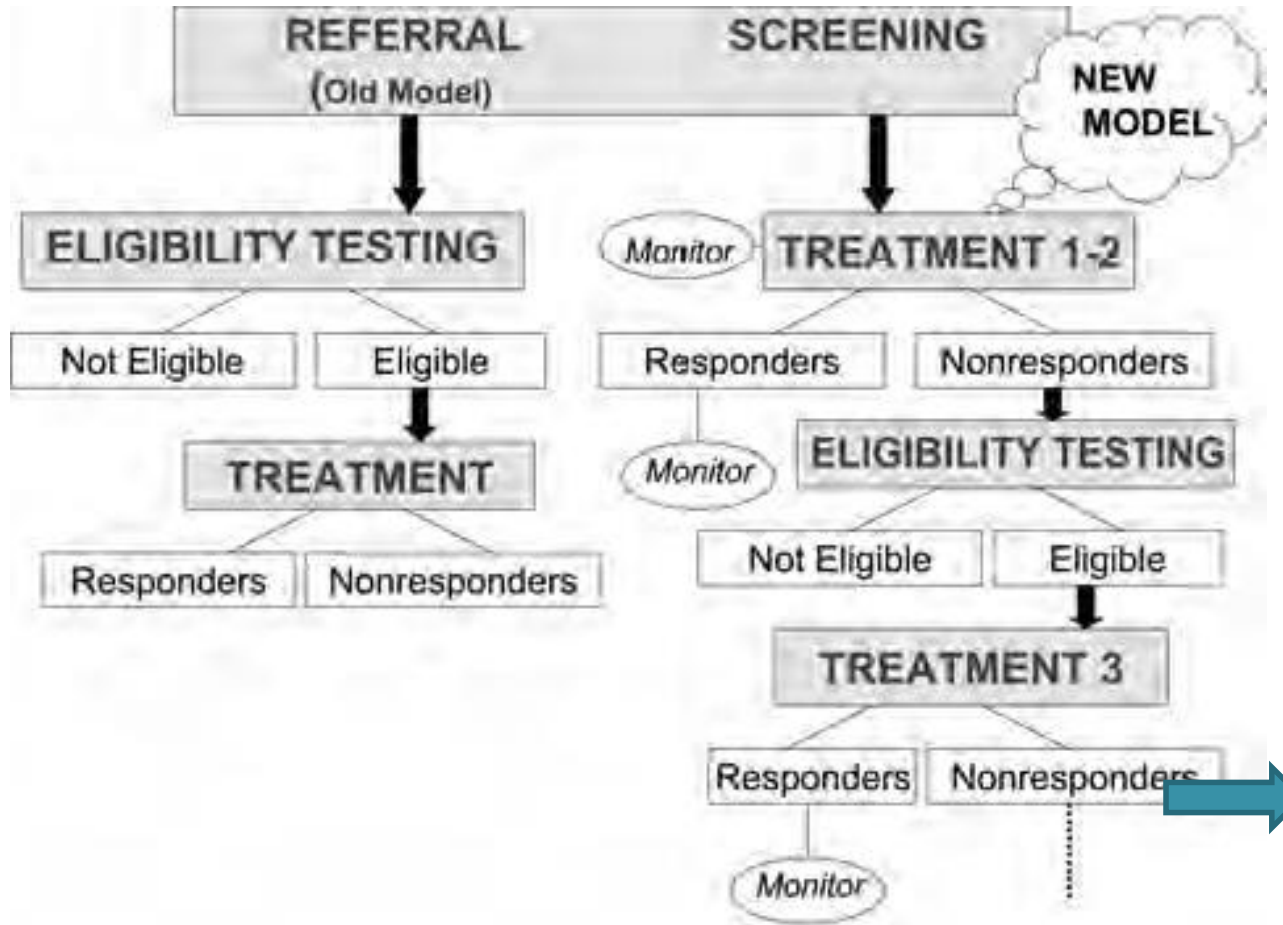 REFERRAL
(Old Model)
SCREENING
NEW
MODEL
ELIGIBILITY TESTING
Not Eligible
Eligible
TREATMENT
Responders
Nonresponders
Monitor
TREATMENT 1-2
Responders
Nonresponders
Monitor
ELIGIBILITY TESTING
Not Eligible
Eligible
TREATMENT 3
Responders
Nonresponders
Monitor